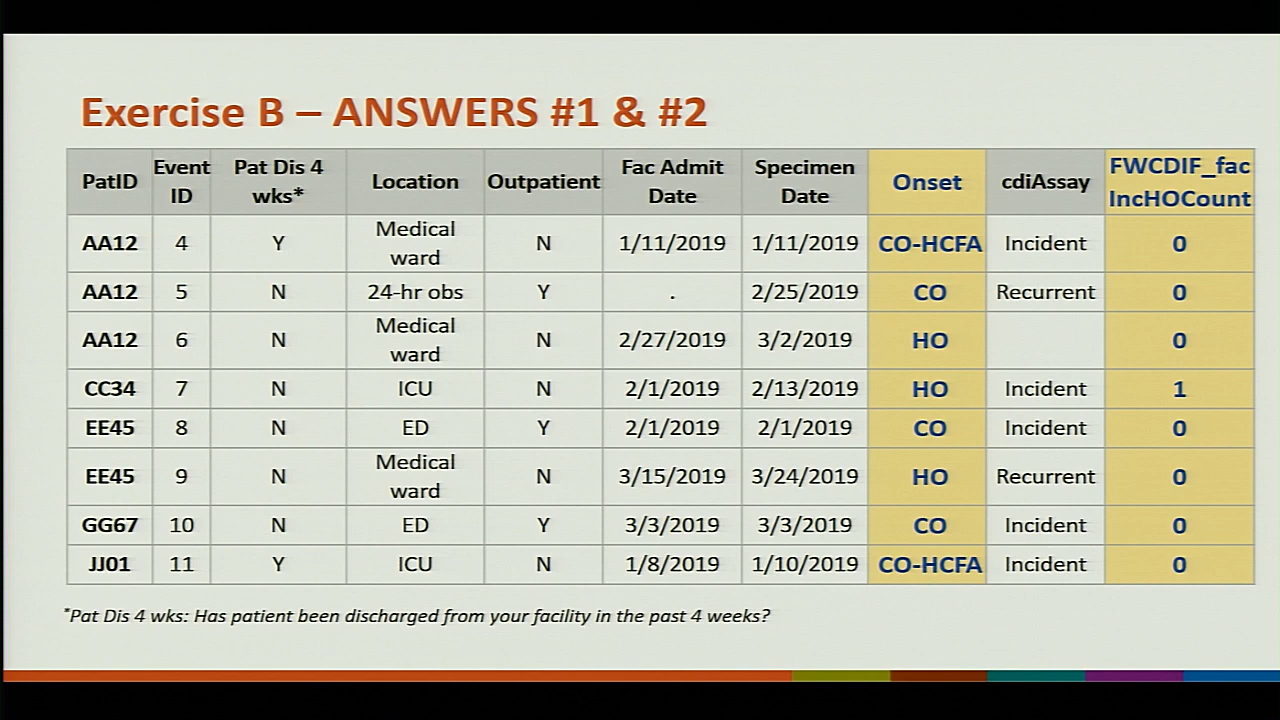 Exercise B – ANSWERS #1 & #2
PatID Event ID Pat Dis 4 wks* Location Outpatient Fac Admit Date Specimen Date Onset cdiAssay FWCDIF_fac IncHOCount
AA12 4 Y Medical ward N 1/11/2019 1/11/2019 CO-HCFA Incident 0
AA12 5 N 24-hr obs Y . 2/25/2019 CO Recurrent 0
AA12 6 N Medical ward N 2/27/2019 3/2/2019 HO 0
CC34 7 N ICU N 2/1/2019 2/13/2019 HO Incident 1
EE45 8 N ED Y 2/1/2019 2/1/2019 CO Incident 0
EE45 9 N Medical ward N 3/15/2019 3/24/2019 HO Recurrent 0
GG67 10 N ED Y 3/3/2019 3/3/2019 CO Incident 0
JJ01 11 Y ICU N 1/8/2019 1/10/2019 CO-HCFA Incident 0
*Pat Dis 4 wks: Has patient been discharged from your facility in the past 4 weeks?